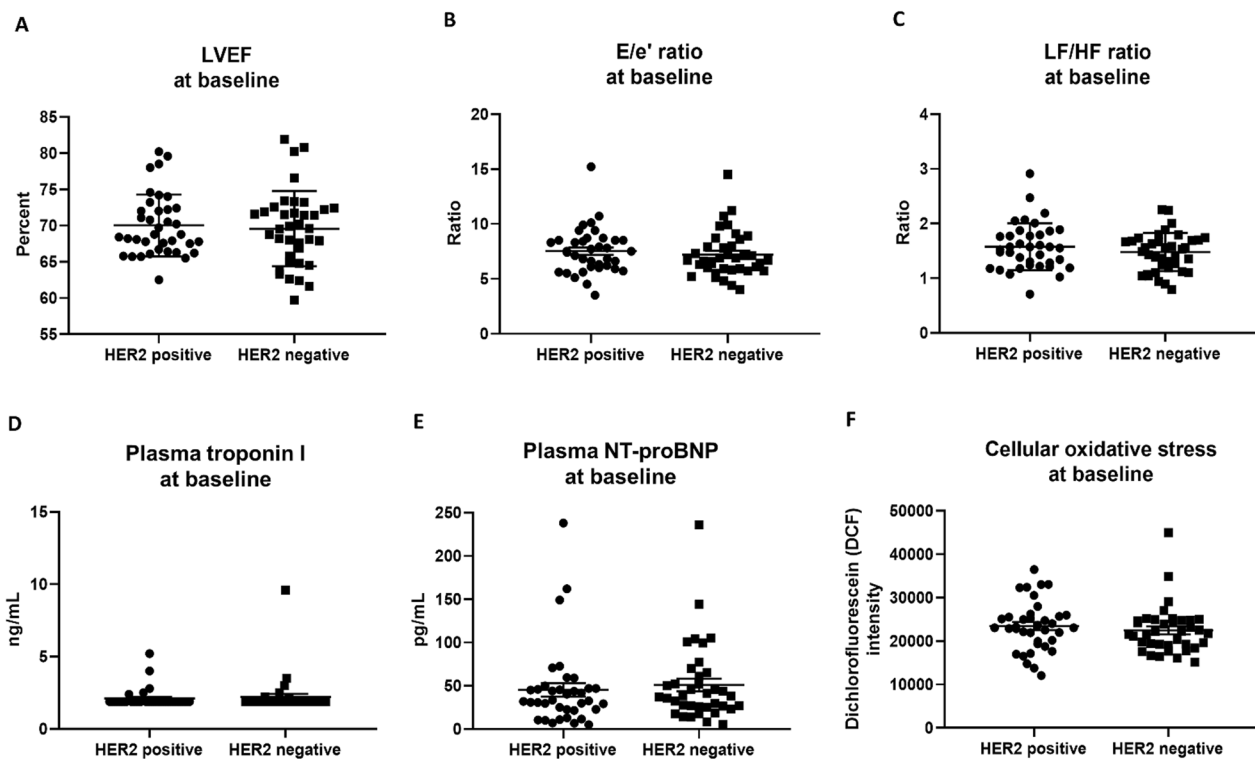 A
LVEF
at baseline
Percent
85
80
75
70
65
60
55
HER2 positive
HER2 negative
B
E/e' ratio
at baseline
Ratio
20
15
10
5
0
HER2 positive
HER2 negative
C
LF/HF ratio
at baseline
Ratio
4
3
2
1
0
HER2 positive
HER2 negative
D
Plasma troponin I
at baseline
ng/mL
15
10
5
0
HER2 positive
HER2 negative
E
Plasma NT-proBNP
at baseline
pg/mL
250
200
150
100
50
0
HER2 positive
HER2 negative
F
Cellular oxidative stress
at baseline
Dichlorofluorescein (DCF)
intensity
50000
40000
30000
20000
10000
0
HER2 positive
HER2 negative